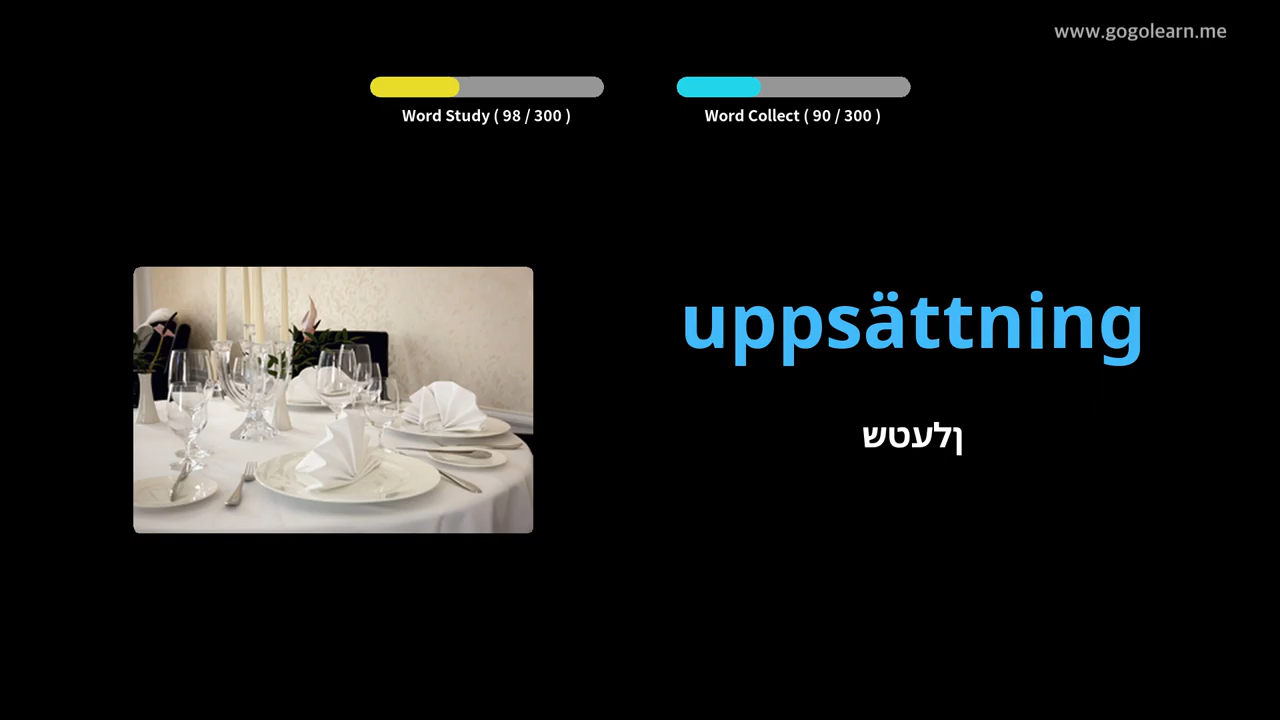 www.gogolearn.me
Word Study ( 98 / 300 )
Word Collect ( 90 / 300 )
uppsättning
ןלעטש